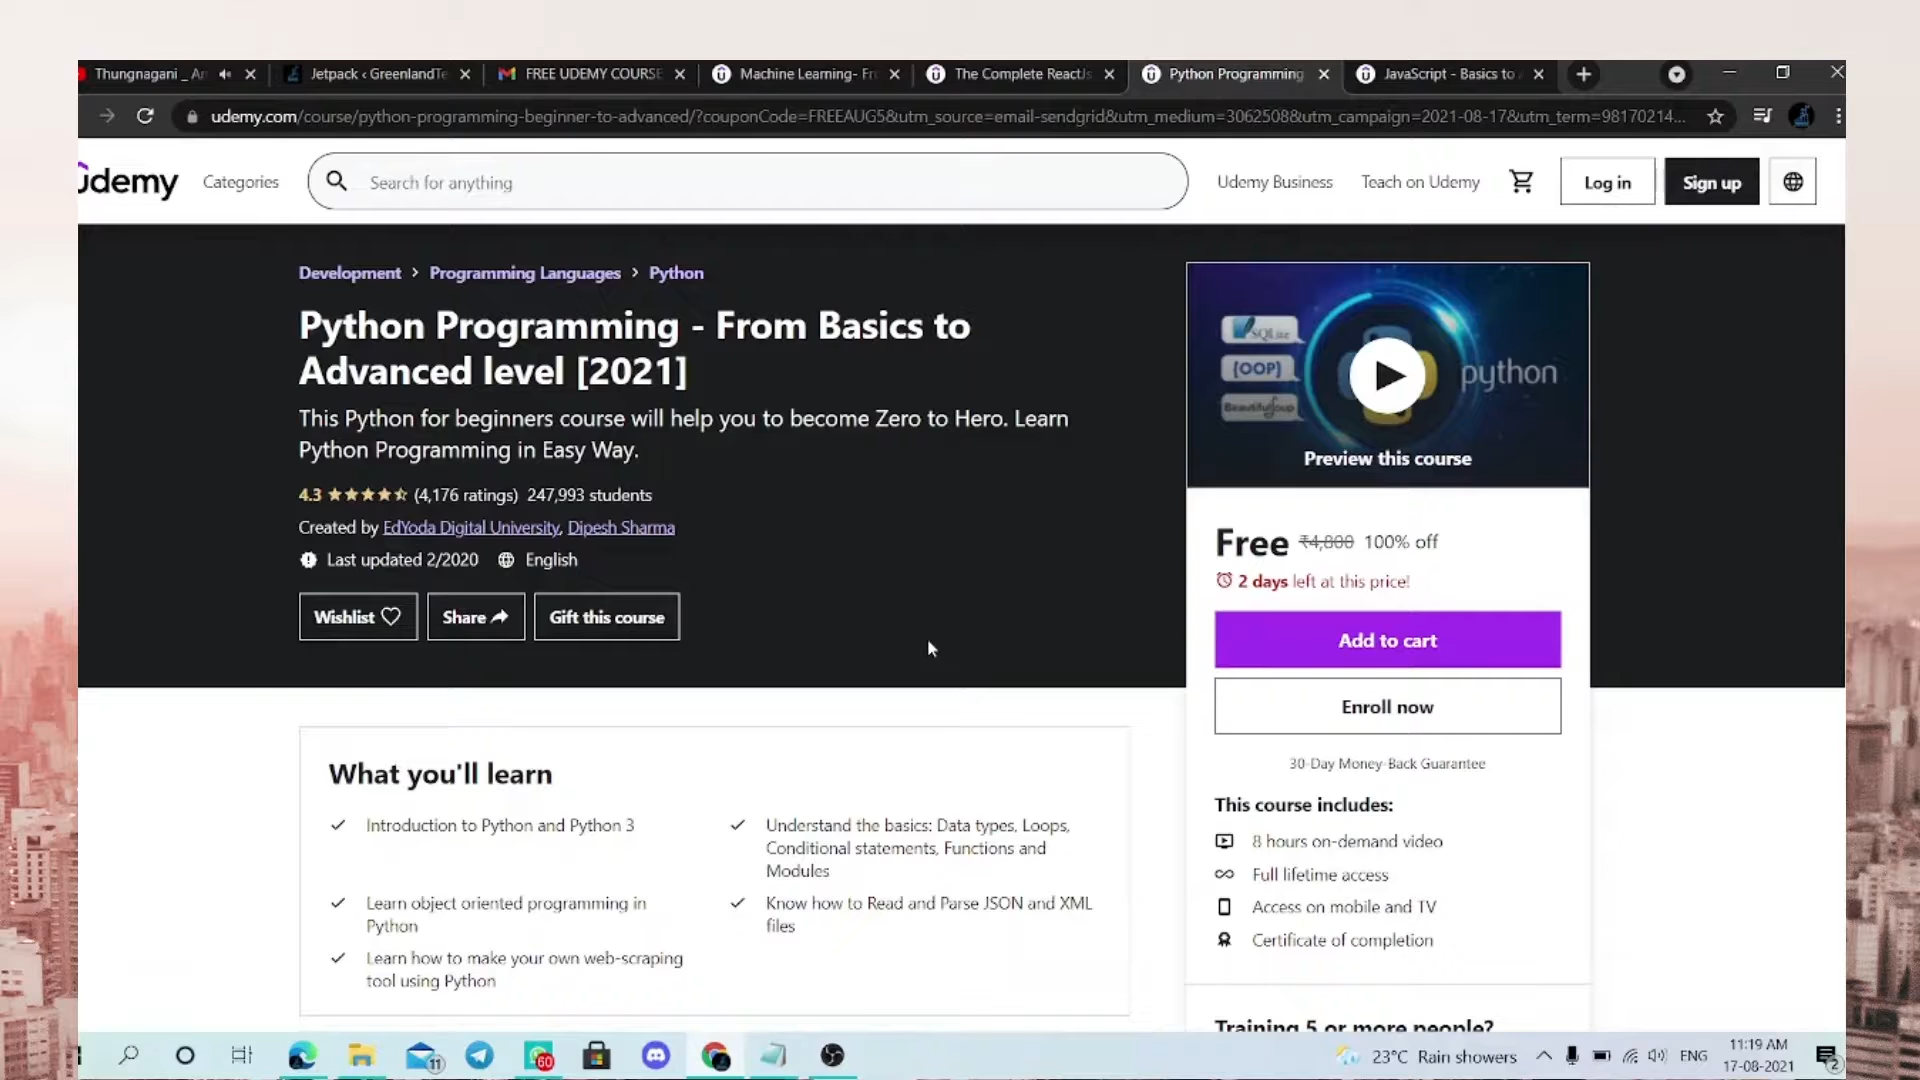 Thungnagani _ Ar
Jetpack ‹ GreenlandTe
FREE UDEMY COURSE
Machine Learning- Fr
The Complete ReactJs
Python Programming
JavaScript - Basics to
udemy.com/course/python-programming-beginner-to-advanced/?couponCode=FREEAUG5&utm_source=email-sendgrid&utm_medium=3062508&utm_campaign=2021-08-17&utm_term=98170214...
udemy
Categories
Search for anything
Udemy Business
Teach on Udemy
Log in
Sign up
Development > Programming Languages > Python
Python Programming - From Basics to
Advanced level [2021]
This Python for beginners course will help you to become Zero to Hero. Learn
Python Programming in Easy Way.
4.3 (4,176 ratings) 247,993 students
Created by EdYoda Digital University, Dipesh Sharma
Last updated 2/2020 English
Wishlist
Share
Gift this course
SQLite
{OOP}
BeautifulSoup
python
Preview this course
Free ₹4,800 100% off
2 days left at this price!
Add to cart
Enroll now
30-Day Money-Back Guarantee
This course includes:
8 hours on-demand video
Full lifetime access
Access on mobile and TV
Certificate of completion
Training 5 or more people?
What you'll learn
Introduction to Python and Python 3
Understand the basics: Data types, Loops,
Conditional statements, Functions and
Modules
Learn object oriented programming in
Python
Know how to Read and Parse JSON and XML
files
Learn how to make your own web-scraping
tool using Python
11
60
23°C Rain showers
ENG
11:19 AM
17-08-2021
2